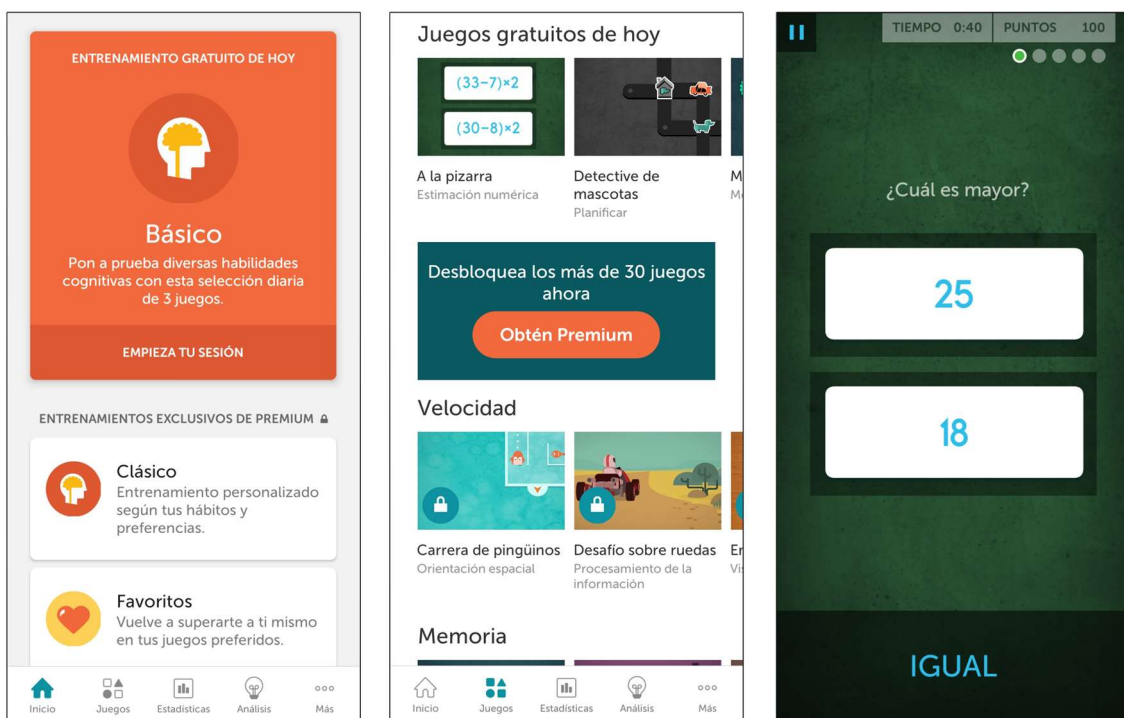 ENTRENAMIENTO GRATUITO DE HOY
Básico
Pon a prueba diversas habilidades
cognitivas con esta selección diaria
de 3 juegos.
EMPIEZA TU SESIÓN
ENTRENAMIENTOS EXCLUSIVOS DE PREMIUM
Clásico
Entrenamiento personalizado
según tus hábitos y
preferencias.
Favoritos
Vuelve a superarte a ti mismo
en tus juegos preferidos.
Inicio Juegos Estadísticas Análisis Más
Juegos gratuitos de hoy
(33-7)×2
(30-8)×2
A la pizarra
Estimación numérica
Detective de
mascotas
Planificar
Desbloquea los más de 30 juegos
ahora
Obtén Premium
Velocidad
Carrera de pingüinos
Orientación espacial
Desafío sobre ruedas
Procesamiento de la
información
Memoria
Inicio Juegos Estadísticas Análisis Más
TIEMPO 0:40 PUNTOS 100
¿Cuál es mayor?
25
18
IGUAL